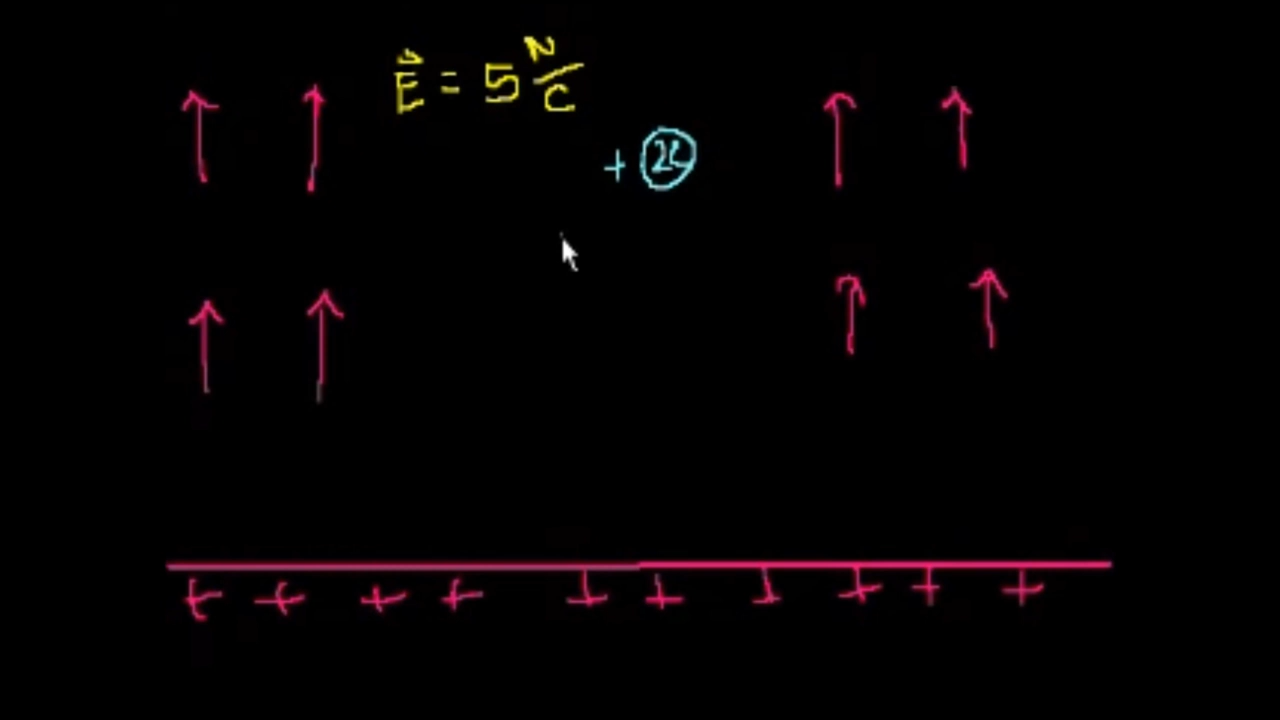 E⃗ = 5 N/C
+ 2C
+ + + + + + + + + +